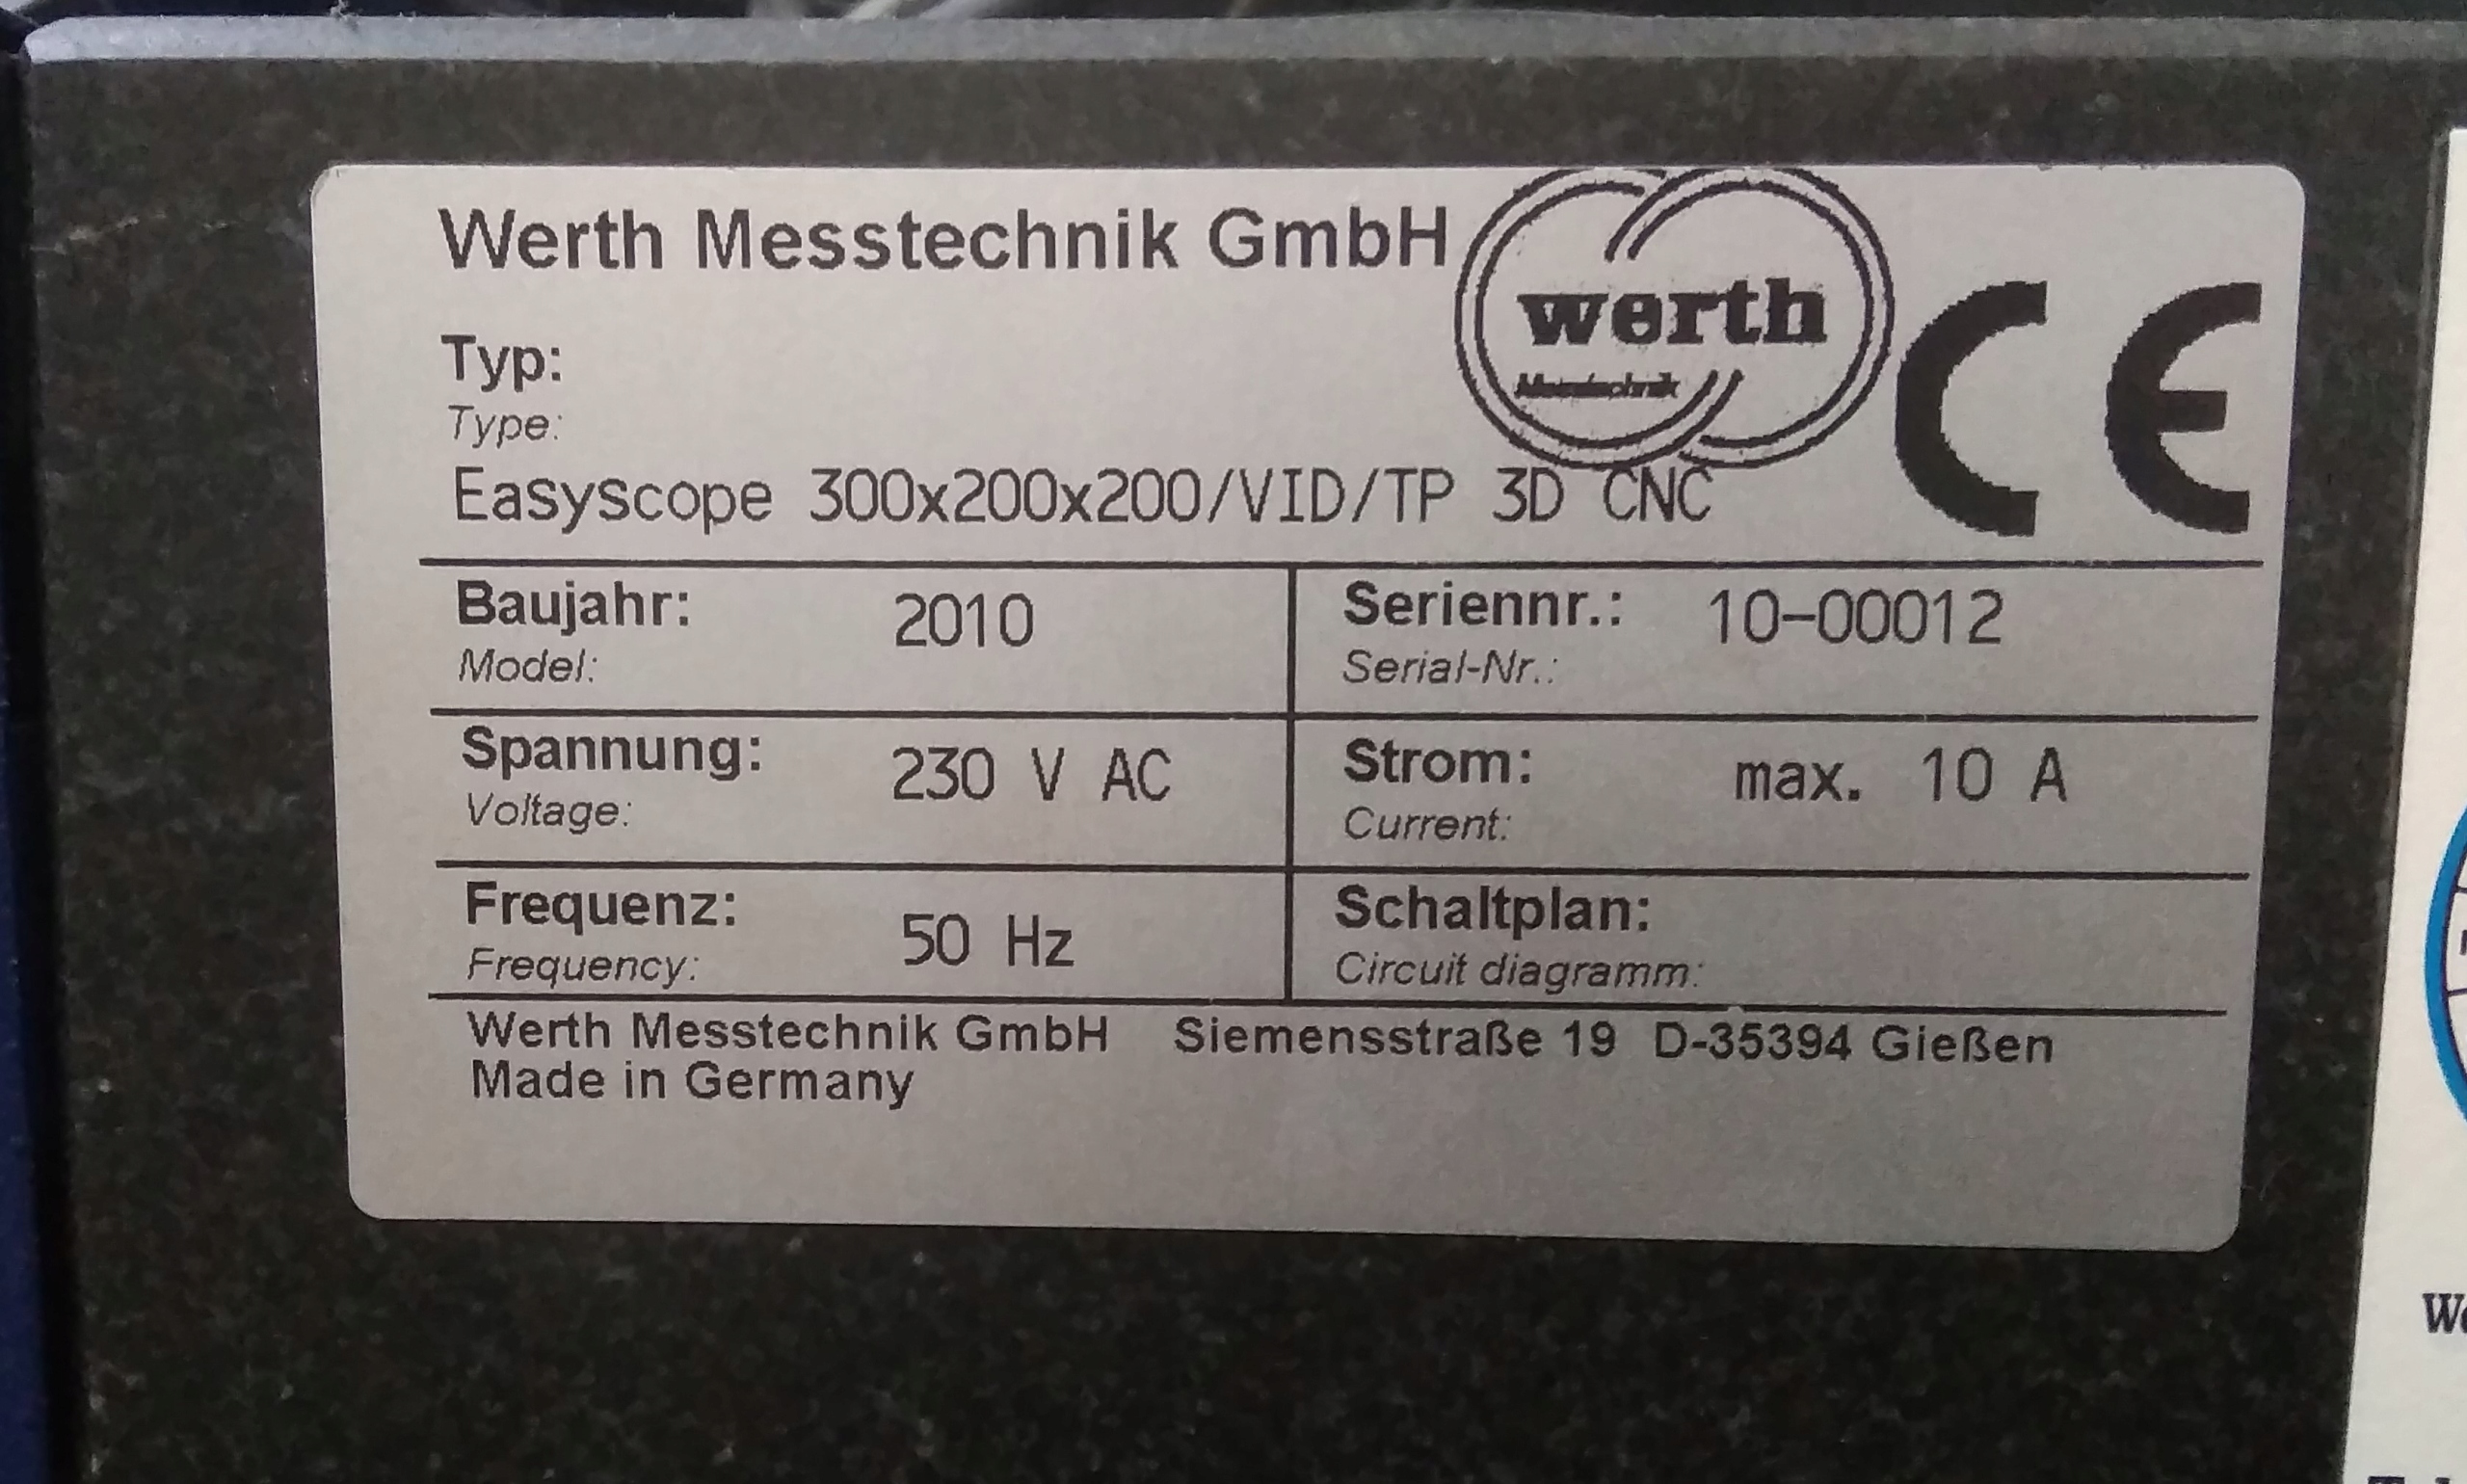 Werth Messtechnik GmbH
werth
Messtechnik
CE
Typ:
Type:
Easyscope 300x200x200/VID/TP 3D CNC
Baujahr: 2010 Seriennr.: 10-00012
Model: Serial-Nr.:
Spannung: 230 V AC Strom: max. 10 A
Voltage: Current:
Frequenz: 50 Hz Schaltplan:
Frequency: Circuit diagramm:
Werth Messtechnik GmbH Siemensstraße 19 D-35394 Gießen
Made in Germany